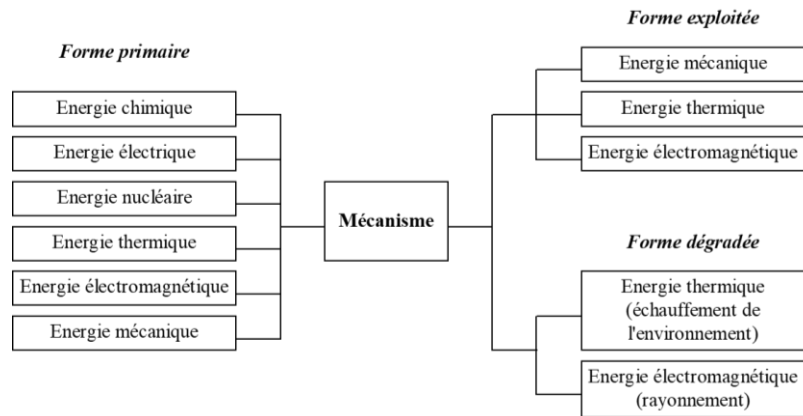 Forme primaire
Energie chimique
Energie électrique
Energie nucléaire
Energie thermique
Energie électromagnétique
Energie mécanique
Mécanisme
Forme exploitée
Energie mécanique
Energie thermique
Energie électromagnétique
Forme dégradée
Energie thermique
(échauffement de
l'environnement)
Energie électromagnétique
(rayonnement)